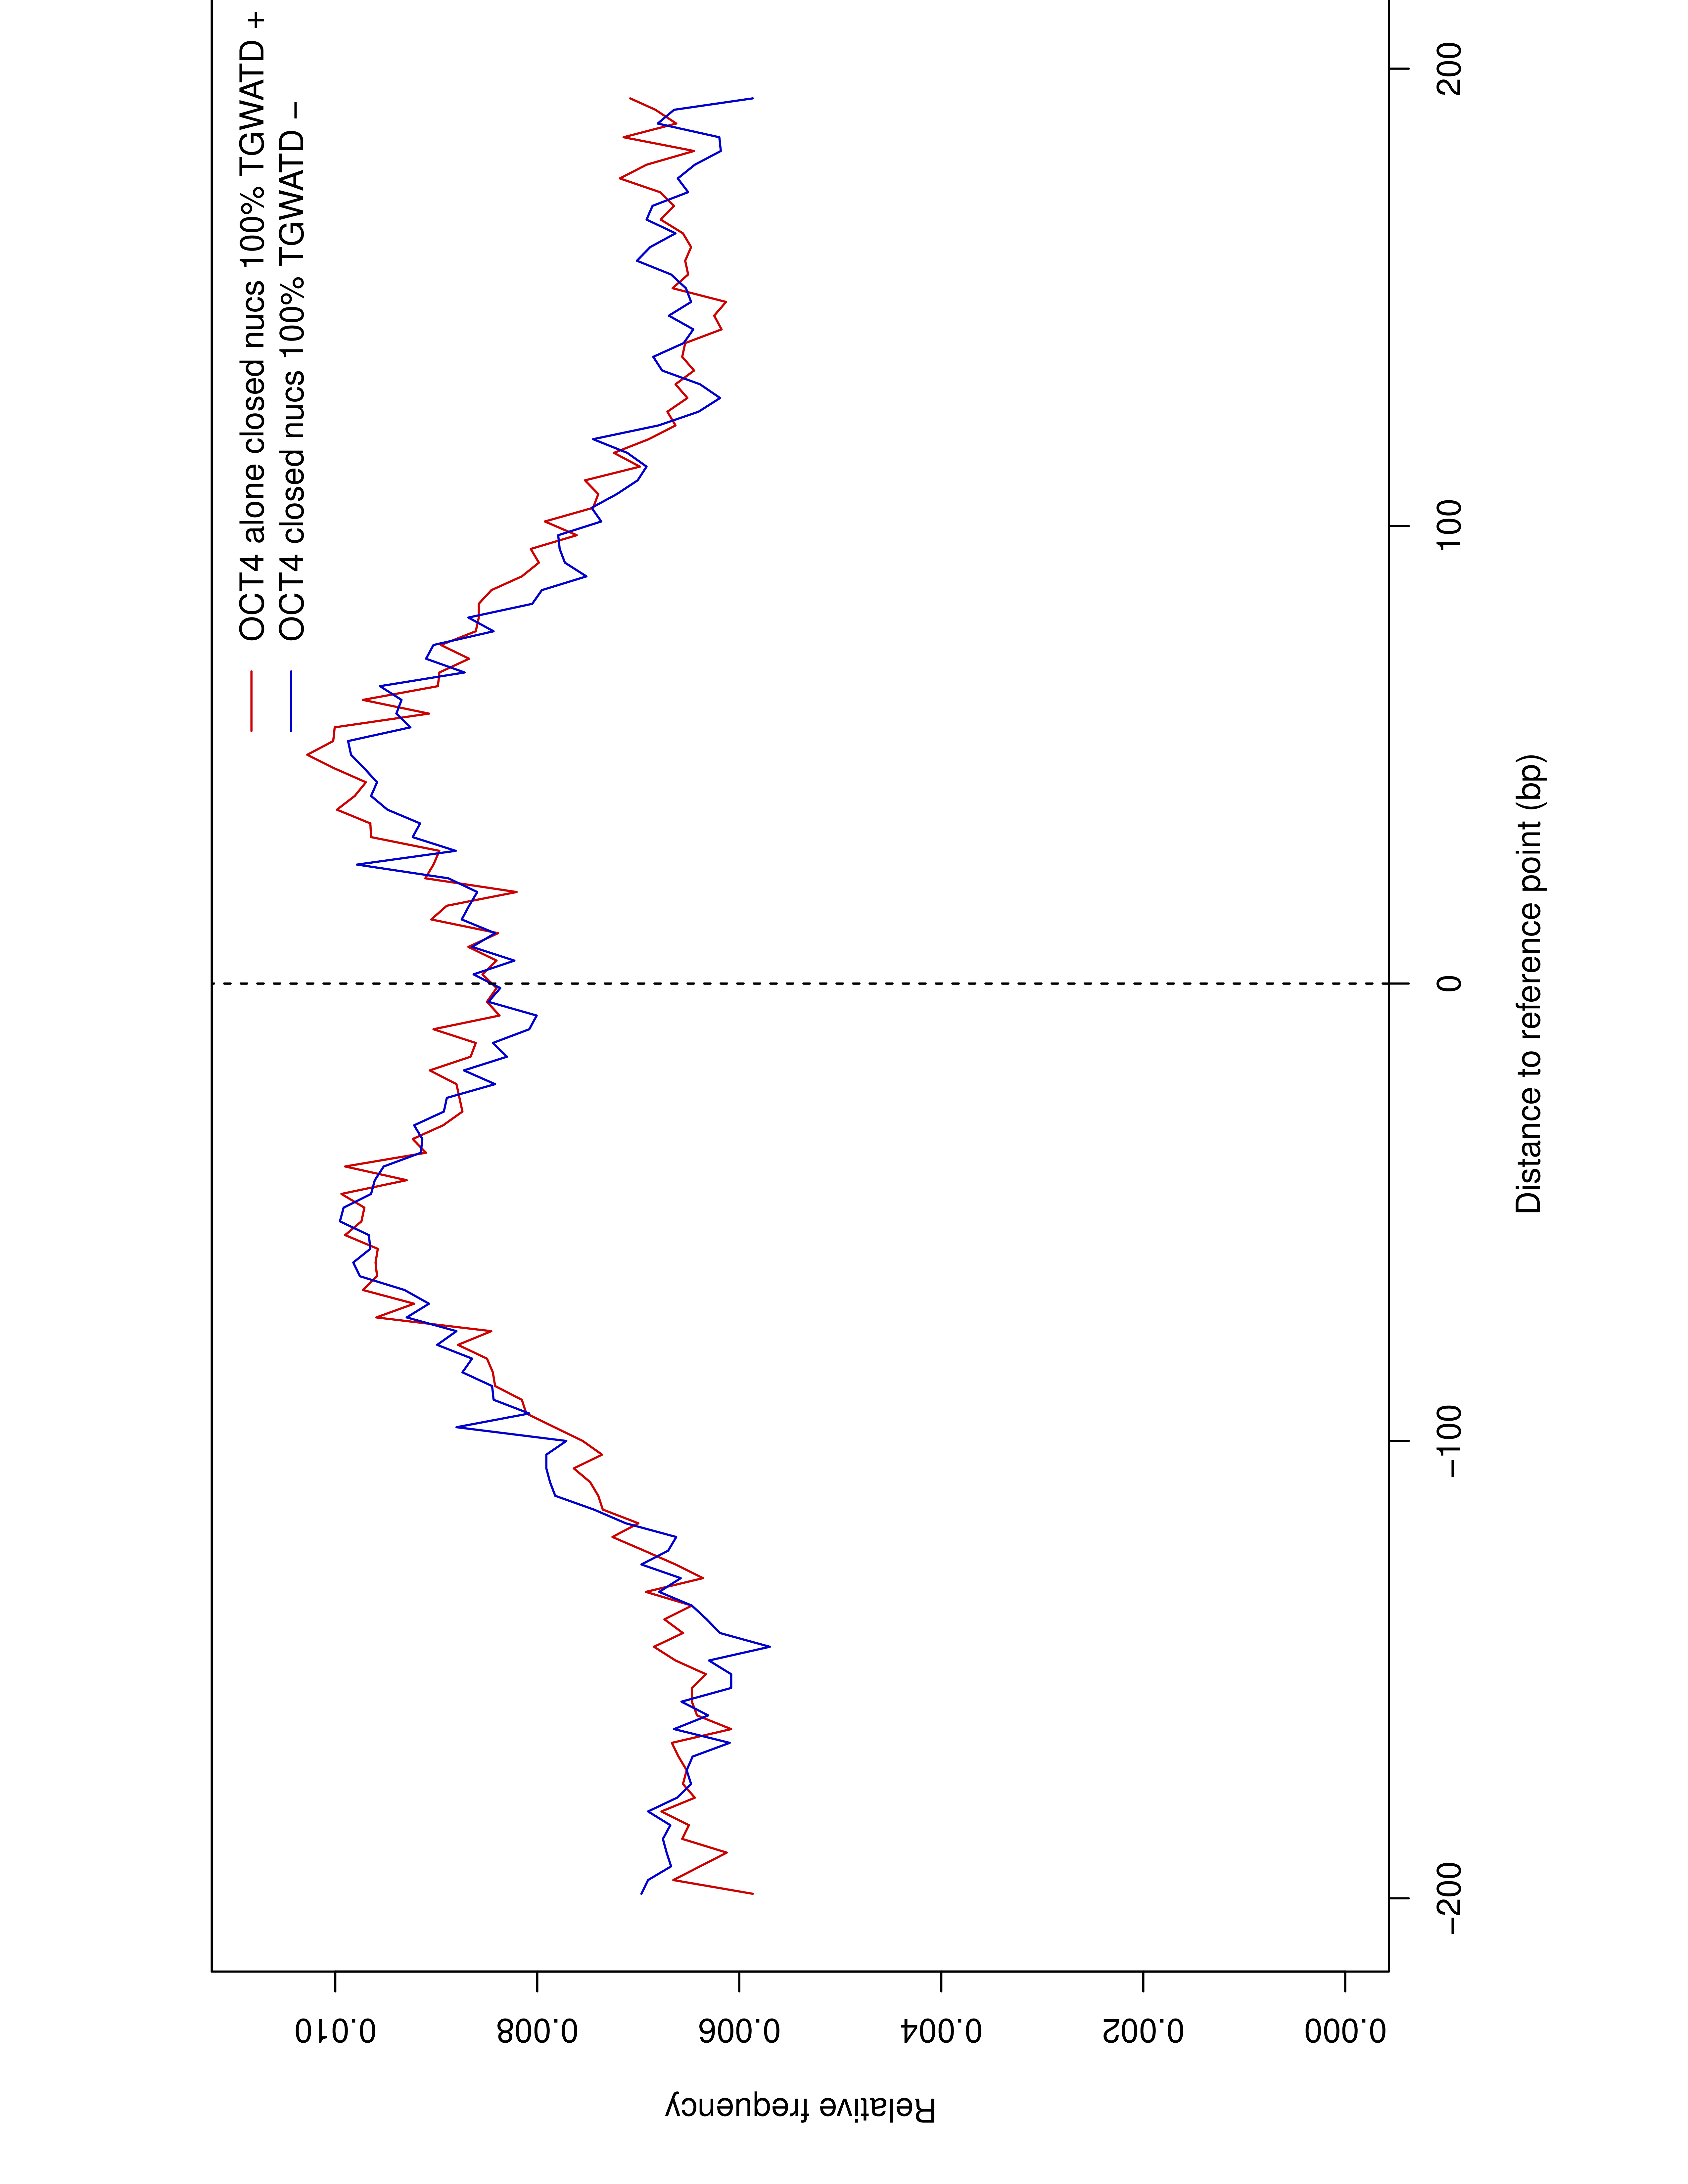 OCT4 alone closed nucs 100% TGWATD +
OCT4 closed nucs 100% TGWATD −
Relative frequency
0.010
0.008
0.006
0.004
0.002
0.000
−200
−100
0
100
200
Distance to reference point (bp)